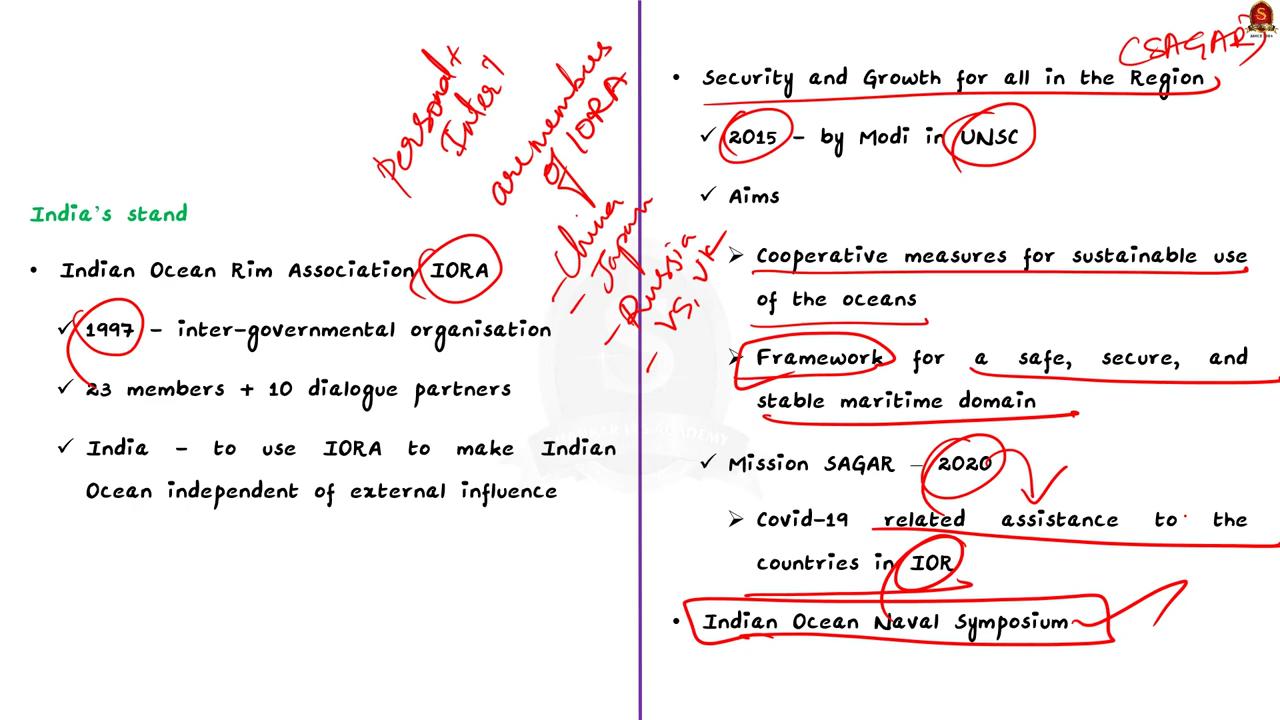 personal +
Inter
are members
of IORA
- China
- Japan
- Russia
- US, UK
India's stand
• Indian Ocean Rim Association IORA
✓ 1997 – inter-governmental organisation
✓ 23 members + 10 dialogue partners
✓ India – to use IORA to make Indian
Ocean independent of external influence
(SAGAR)
• Security and Growth for all in the Region
✓ 2015 – by Modi in UNSC
✓ Aims
➢ Cooperative measures for sustainable use
of the oceans
➢ Framework for a safe, secure, and
stable maritime domain
✓ Mission SAGAR – 2020
➢ Covid-19 related assistance to the
countries in IOR
• Indian Ocean Naval Symposium